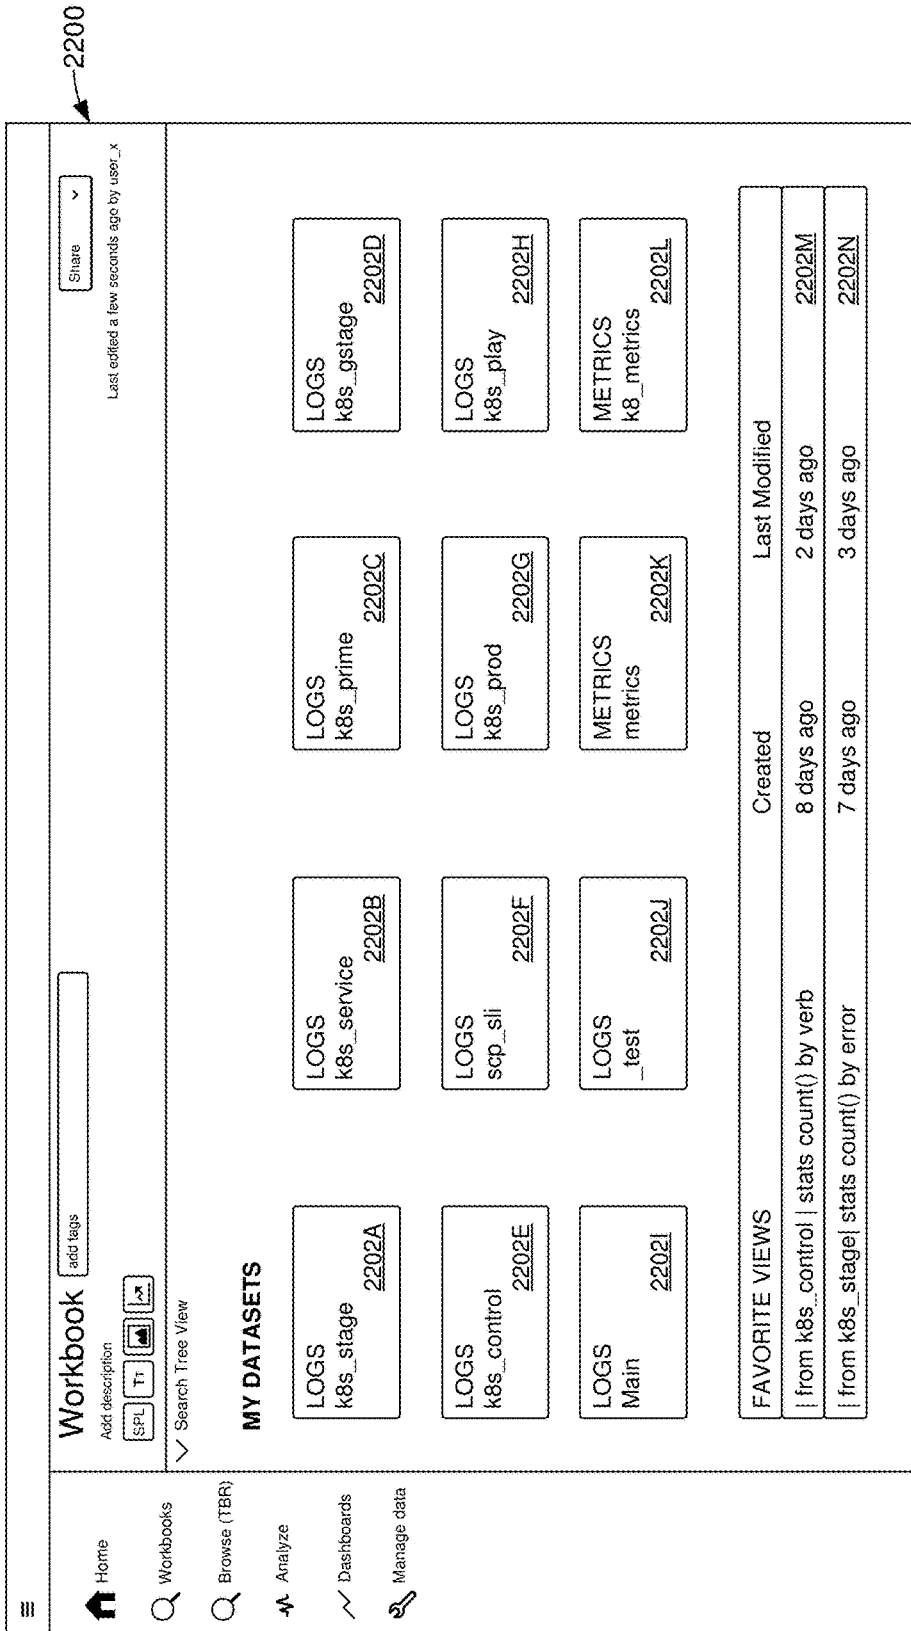 2200
Workbook
add tags
Share
Add description
Last edited a few seconds ago by user_x
SPL
Tт
Search Tree View
Home
Workbooks
Browse (TBR)
Analyze
Dashboards
Manage data
MY DATASETS
LOGS
k8s_stage
2202A
LOGS
k8s_service
2202B
LOGS
k8s_prime
2202C
LOGS
k8s_gstage
2202D
LOGS
k8s_control
2202E
LOGS
scp_sli
2202F
LOGS
k8s_prod
2202G
LOGS
k8s_play
2202H
LOGS
Main
2202I
LOGS
_test
2202J
METRICS
metrics
2202K
METRICS
k8_metrics
2202L
FAVORITE VIEWS Created Last Modified
| from k8s_control | stats count() by verb 8 days ago 2 days ago 2202M
| from k8s_stage| stats count() by error 7 days ago 3 days ago 2202N